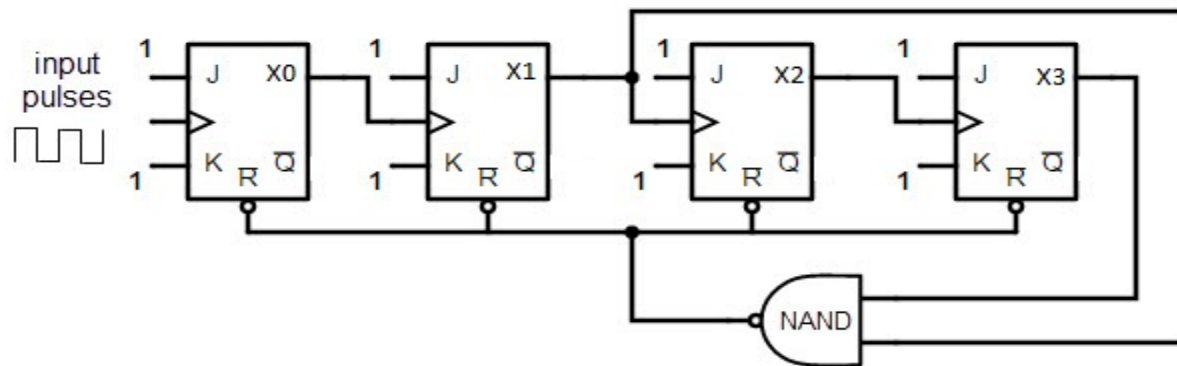 input
pulses
1
J
X0
K
R̅
Q̅
1
1
J
X1
K
R̅
Q̅
1
1
J
X2
K
R̅
Q̅
1
1
J
X3
K
R̅
Q̅
1
NAND